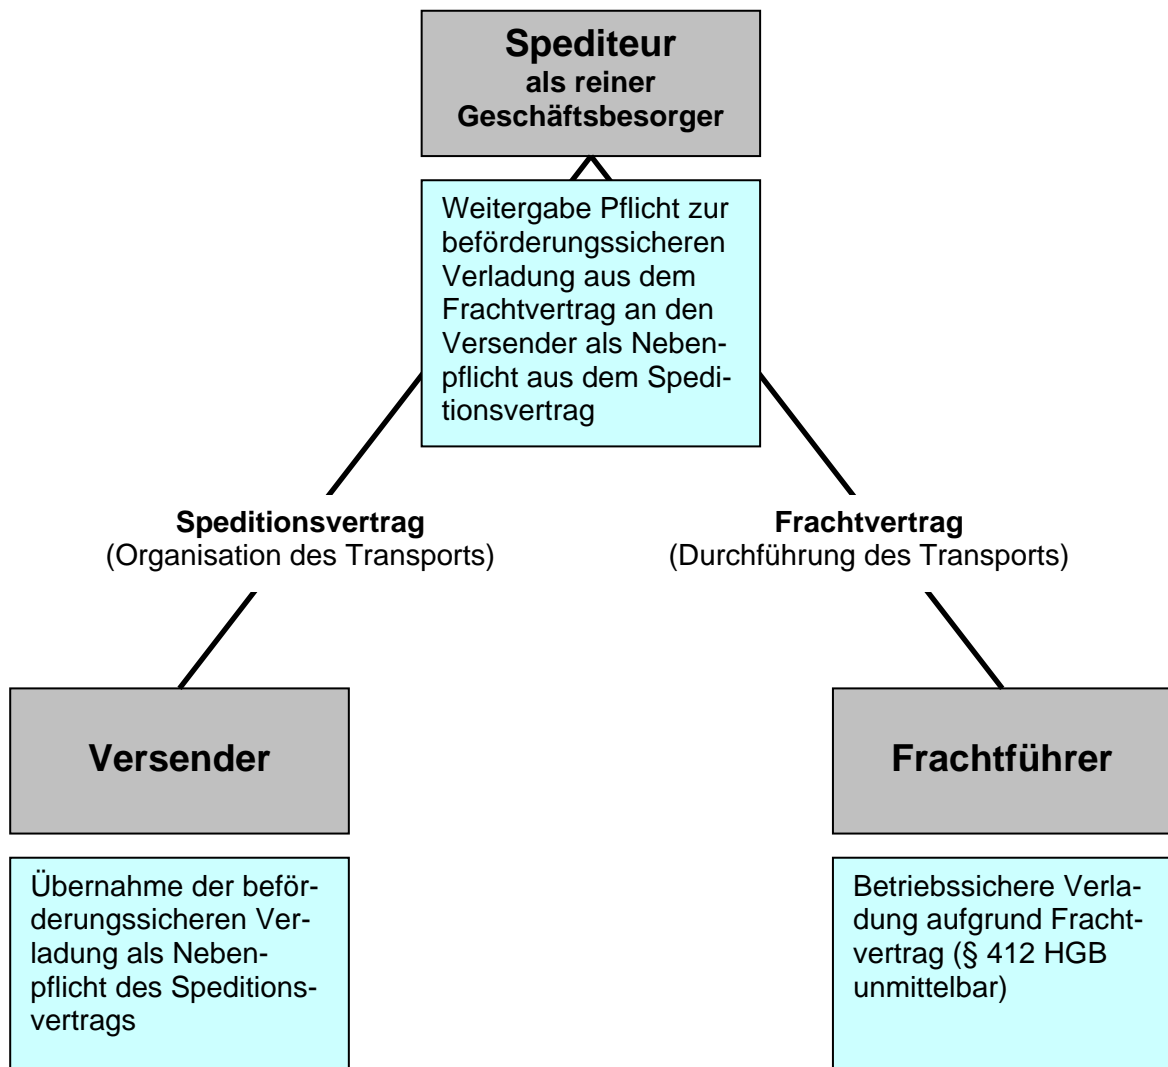 Spediteur
als reiner
Geschäftsbesorger
Weitergabe Pflicht zur
beförderungssicheren
Verladung aus dem
Frachtvertrag an den
Versender als Neben-
pflicht aus dem Spedi-
tionsvertrag
Speditionsvertrag
(Organisation des Transports)
Frachtvertrag
(Durchführung des Transports)
Versender
Frachtführer
Übernahme der beför-
derungssicheren Ver-
ladung als Neben-
pflicht des Speditions-
vertrags
Betriebssichere Verla-
dung aufgrund Fracht-
vertrag (§ 412 HGB
unmittelbar)